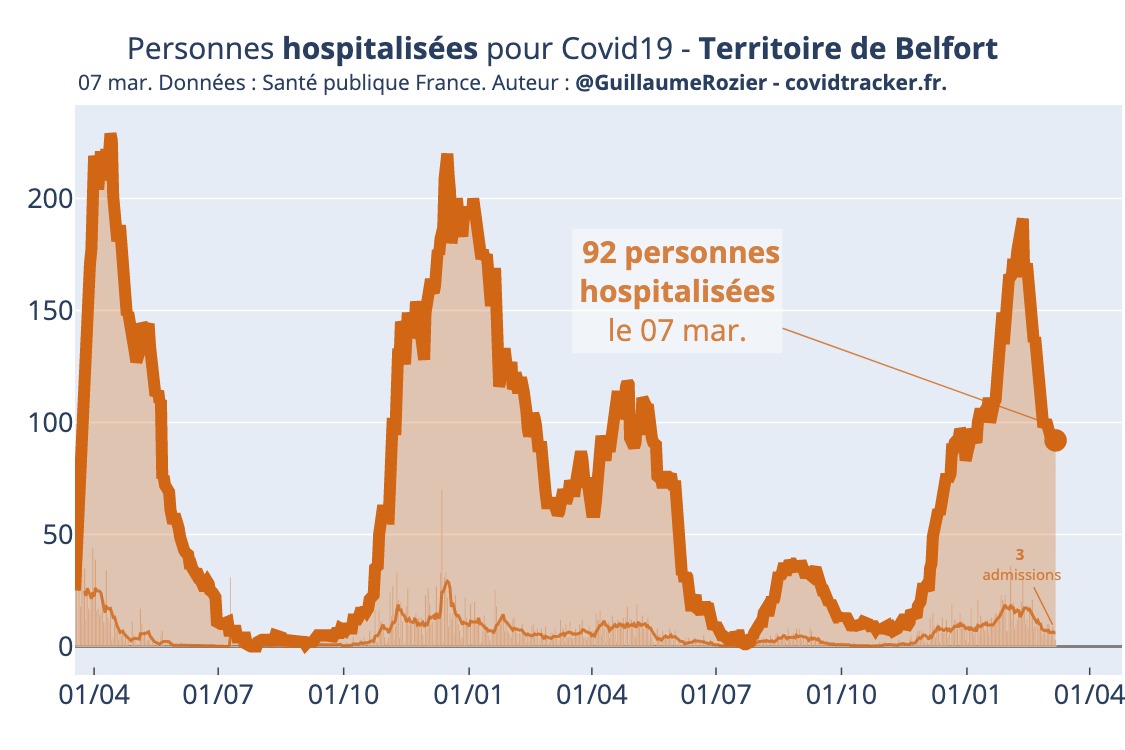 Personnes hospitalisées pour Covid19 - Territoire de Belfort
07 mar. Données : Santé publique France. Auteur : @GuillaumeRozier - covidtracker.fr.
200
150
100
50
0
92 personnes
hospitalisées
le 07 mar.
3
admissions
01/04 01/07 01/10 01/01 01/04 01/07 01/10 01/01 01/04